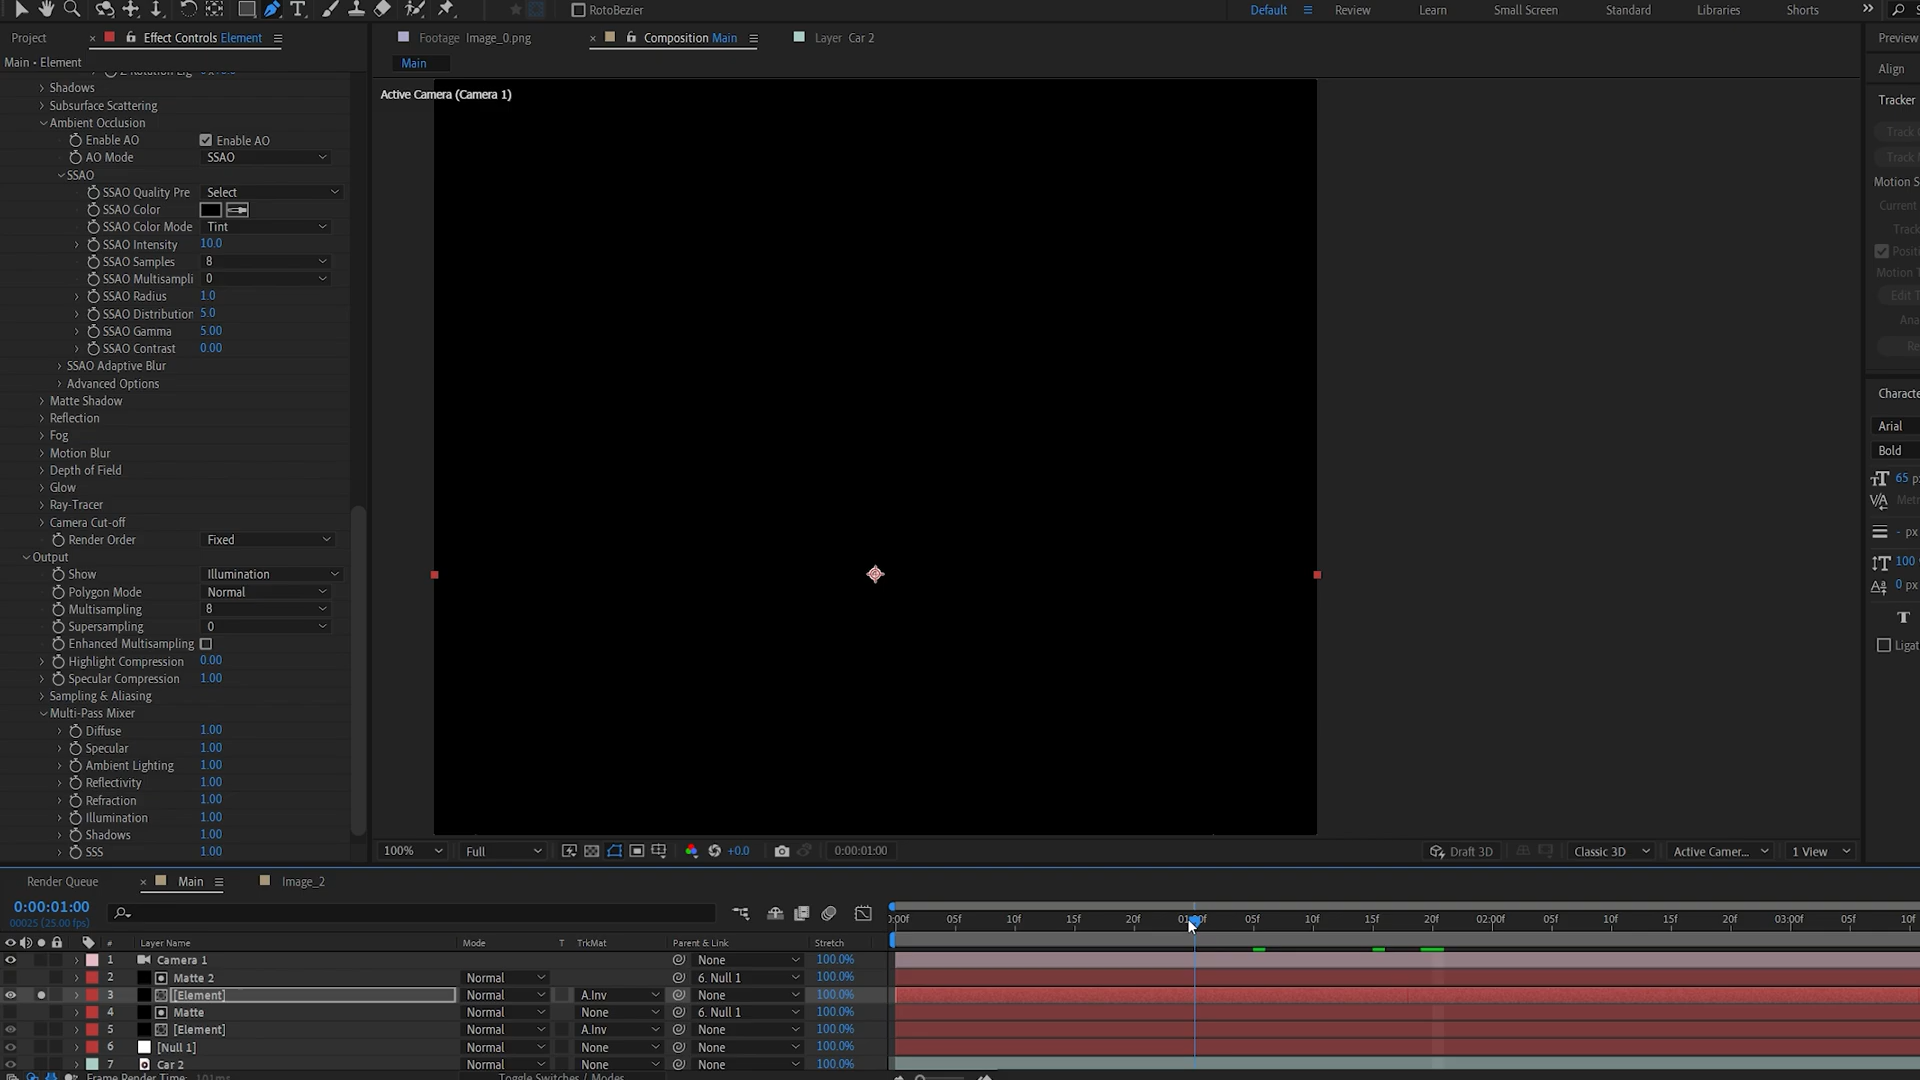 RotoBezier
Default
Review
Learn
Small Screen
Standard
Libraries
Shorts
Project
Effect Controls Element
Footage Image_0.png
Composition Main
Layer Car 2
Preview
Main • Element
Main
Align
Active Camera (Camera 1)
Shadows
Subsurface Scattering
Ambient Occlusion
Enable AO
Enable AO
AO Mode
SSAO
SSAO
SSAO Quality Pre
Select
SSAO Color
SSAO Color Mode
Tint
SSAO Intensity
10.0
SSAO Samples
8
SSAO Multisampli
0
SSAO Radius
1.0
SSAO Distribution
5.0
SSAO Gamma
5.00
SSAO Contrast
0.00
SSAO Adaptive Blur
Advanced Options
Matte Shadow
Reflection
Fog
Motion Blur
Depth of Field
Glow
Ray-Tracer
Camera Cut-off
Render Order
Fixed
Output
Show
Illumination
Polygon Mode
Normal
Multisampling
8
Supersampling
0
Enhanced Multisampling
Highlight Compression
0.00
Specular Compression
1.00
Sampling & Aliasing
Multi-Pass Mixer
Diffuse
1.00
Specular
1.00
Ambient Lighting
1.00
Reflectivity
1.00
Refraction
1.00
Illumination
1.00
Shadows
1.00
SSS
1.00
Tracker
Track
Track
Motion S
Current
Track
Positi
Motion T
Edit T
Ana
Re
Characte
Arial
Bold
65 p
Met
- px
100
0 px
T
Ligat
100%
Full
+0.0
0:00:01:00
Draft 3D
Classic 3D
Active Camer...
1 View
Render Queue
Main
Image_2
0:00:01:00
00025 (25.00 fps)
05f
10f
15f
20f
05f
10f
15f
20f
02:00f
05f
10f
15f
20f
03:00f
05f
10f
# Layer Name Mode T TrkMat Parent & Link Stretch
1 Camera 1 None 100.0%
2 Matte 2 Normal 6. Null 1 100.0%
3 [Element] Normal A.Inv None 100.0%
4 Matte Normal None 6. Null 1 100.0%
5 [Element] Normal A.Inv None 100.0%
6 [Null 1] Normal None None 100.0%
7 Car 2 Normal None None 100.0%
Frame Render Time: 101ms
Toggle Switches / Modes